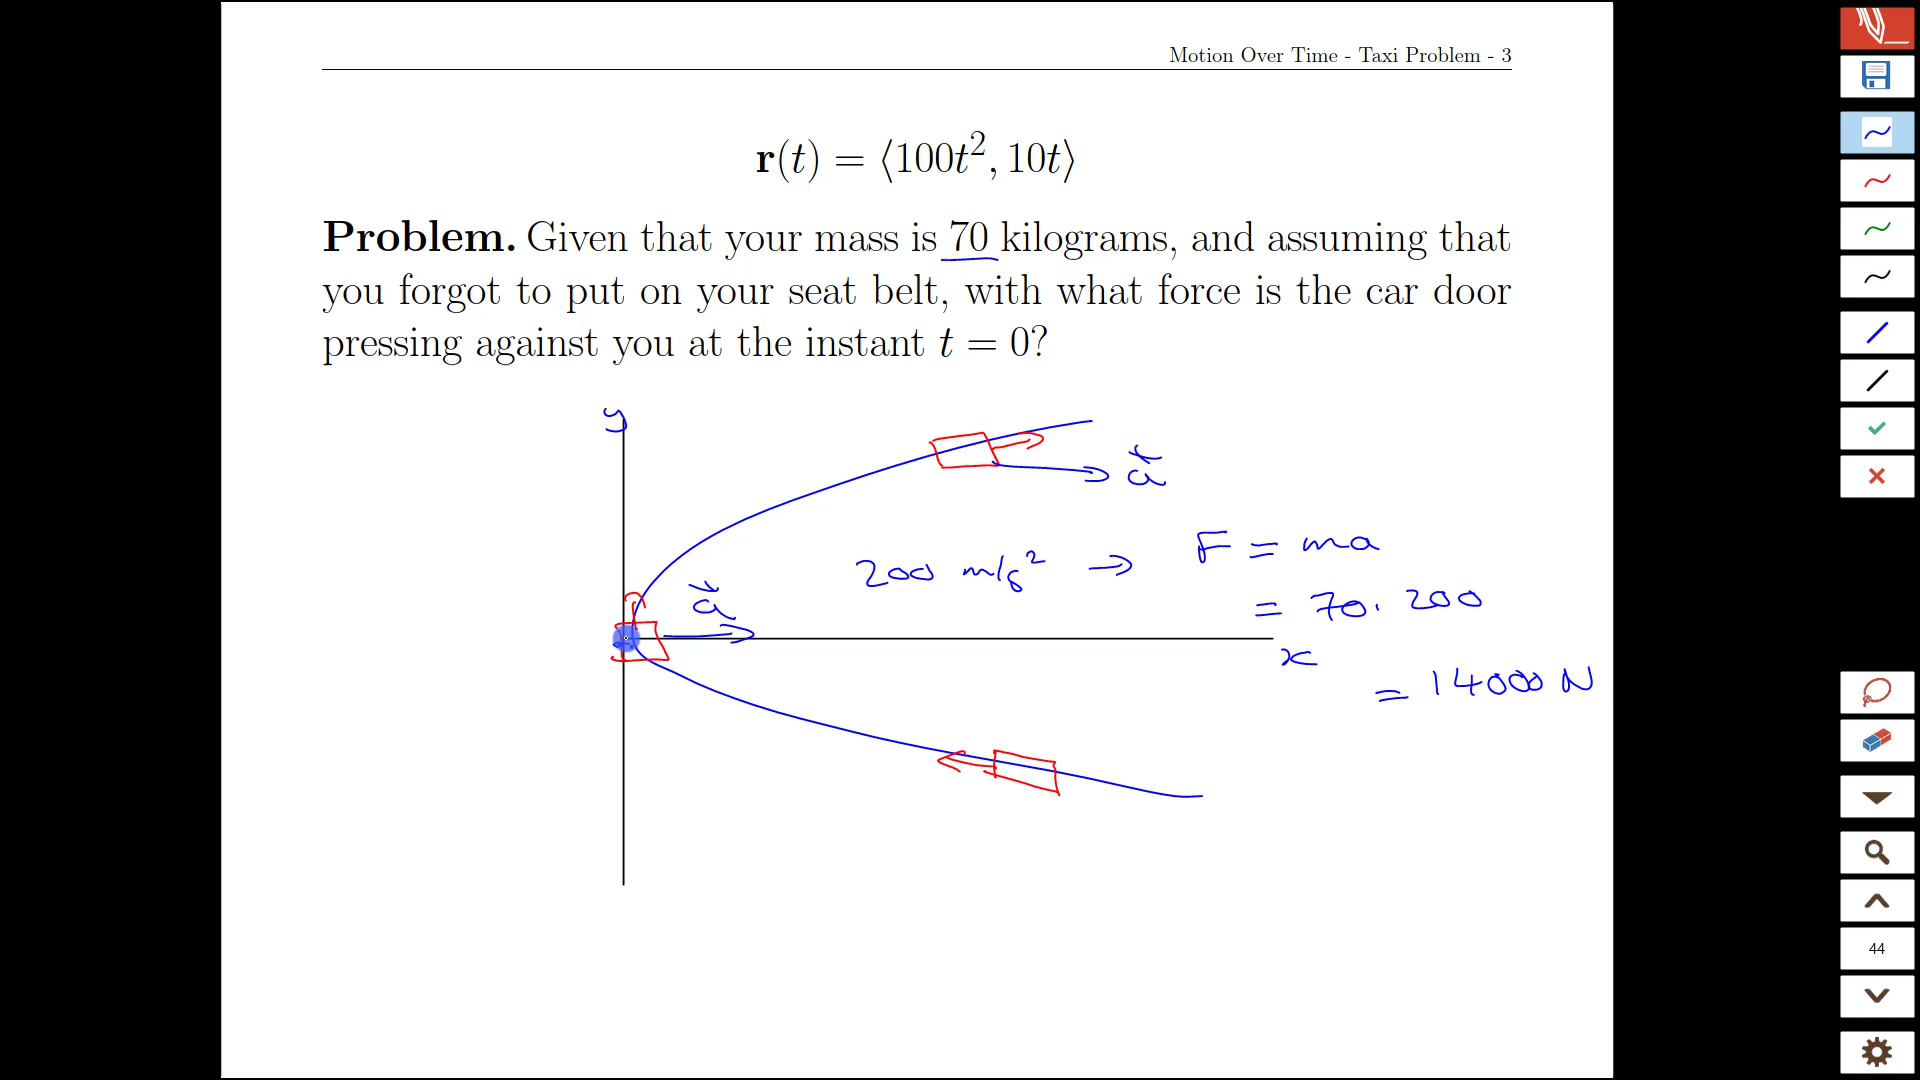 Motion Over Time - Taxi Problem - 3
r(t) = ⟨100t², 10t⟩
Problem. Given that your mass is 70 kilograms, and assuming that
you forgot to put on your seat belt, with what force is the car door
pressing against you at the instant t = 0?
y
a⃗
200 m/s² → F = ma
a⃗
= 70 · 200
x
= 14000 N
44